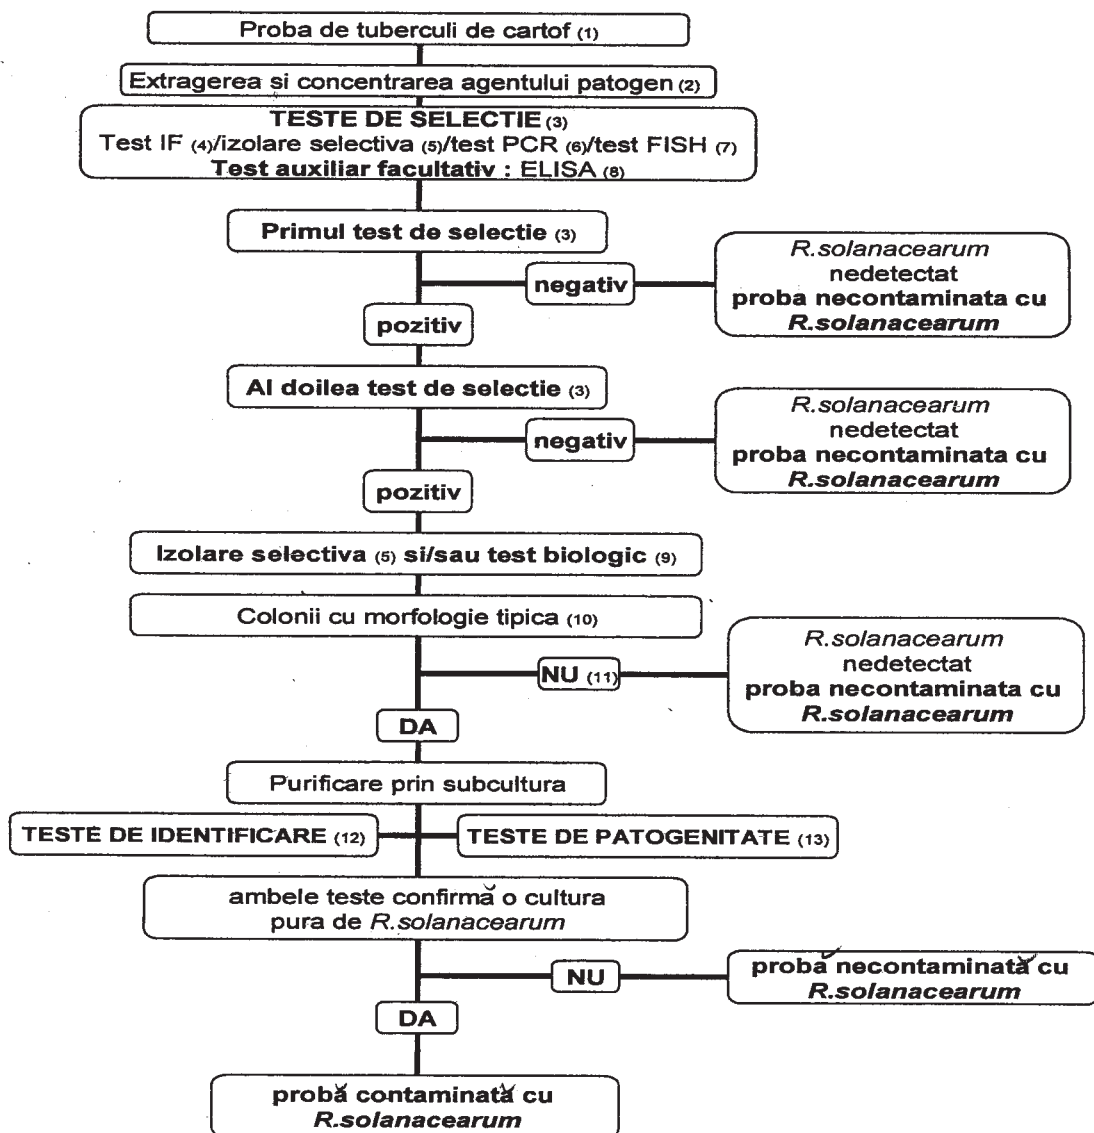 Proba de tuberculi de cartof (1)
Extragerea si concentrarea agentului patogen (2)
TESTE DE SELECTIE (3)
Test IF (4)/izolare selectiva (5)/test PCR (6)/test FISH (7)
Test auxiliar facultativ : ELISA (8)
Primul test de selectie (3)
negativ
R.solanacearum
nedetectat
proba necontaminata cu
R.solanacearum
pozitiv
Al doilea test de selectie (3)
negativ
R.solanacearum
nedetectat
proba necontaminata cu
R.solanacearum
pozitiv
Izolare selectiva (5) si/sau test biologic (9)
Colonii cu morfologie tipica (10)
NU (11)
R.solanacearum
nedetectat
proba necontaminata cu
R.solanacearum
DA
Purificare prin subcultura
TESTE DE IDENTIFICARE (12)
TESTE DE PATOGENITATE (13)
ambele teste confirmă o cultura
pura de R.solanacearum
NU
probă necontaminată cu
R.solanacearum
DA
probă contaminată cu
R.solanacearum